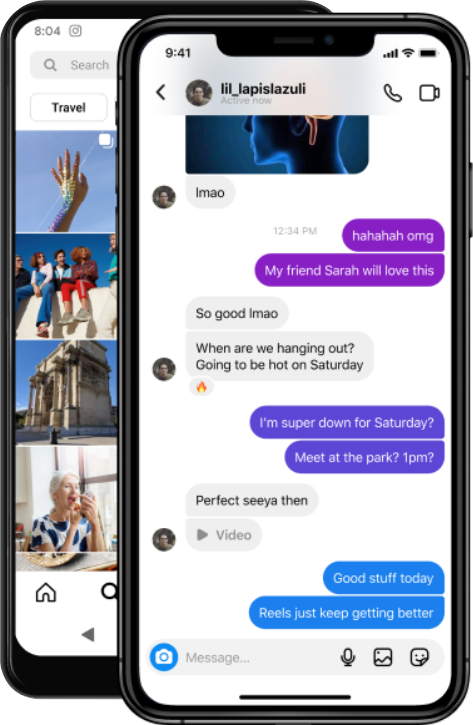 8:04
Search
Travel
9:41
lil_lapislazuli
Active now
lmao
12:34 PM
hahahah omg
My friend Sarah will love this
So good lmao
When are we hanging out?
Going to be hot on Saturday
🔥
I'm super down for Saturday?
Meet at the park? 1pm?
Perfect seeya then
Video
Good stuff today
Reels just keep getting better
Message...